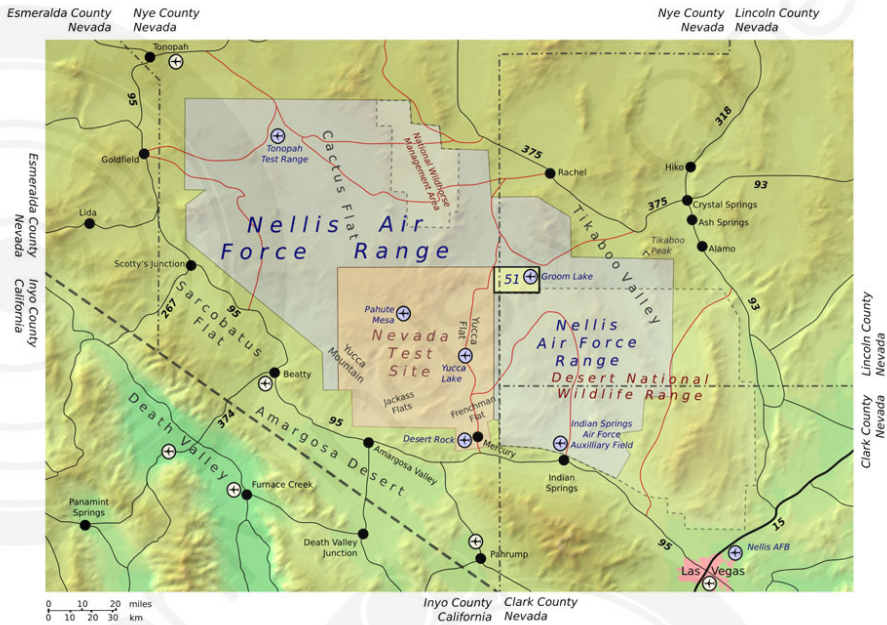 Esmeralda County
Nevada
Nye County
Nevada
Nye County
Nevada
Lincoln County
Nevada
Tonopah
95
318
Tonopah
Test Range
Cactus Flat
National Wildhorse
Management Area
375
Rachel
Hiko
93
Goldfield
Crystal Springs
375
Ash Springs
Alamo
Tikaboo
Peak
Tikaboo Valley
Esmeralda County
Nevada
Lida
Nellis Air
Force Range
Scotty's Junction
51
Groom Lake
Inyo County
California
267
95
Sarcobatus
Flat
Pahute
Mesa
Nevada
Test
Site
Yucca
Flat
Yucca
Lake
Yucca
Mountain
Nellis
Air Force
Range
Desert National
Wildlife Range
93
Lincoln County
Nevada
Clark County
Nevada
Beatty
Jackass
Flats
Frenchman
Flat
Death Valley
374
Amargosa Desert
95
Desert Rock
Mercury
Indian Springs
Air Force
Auxilliary Field
Amargosa Valley
Indian
Springs
Furnace Creek
Panamint
Springs
Death Valley
Junction
Pahrump
95
15
Nellis AFB
Las Vegas
0 10 20 miles
0 10 20 30 km
Inyo County
California
Clark County
Nevada